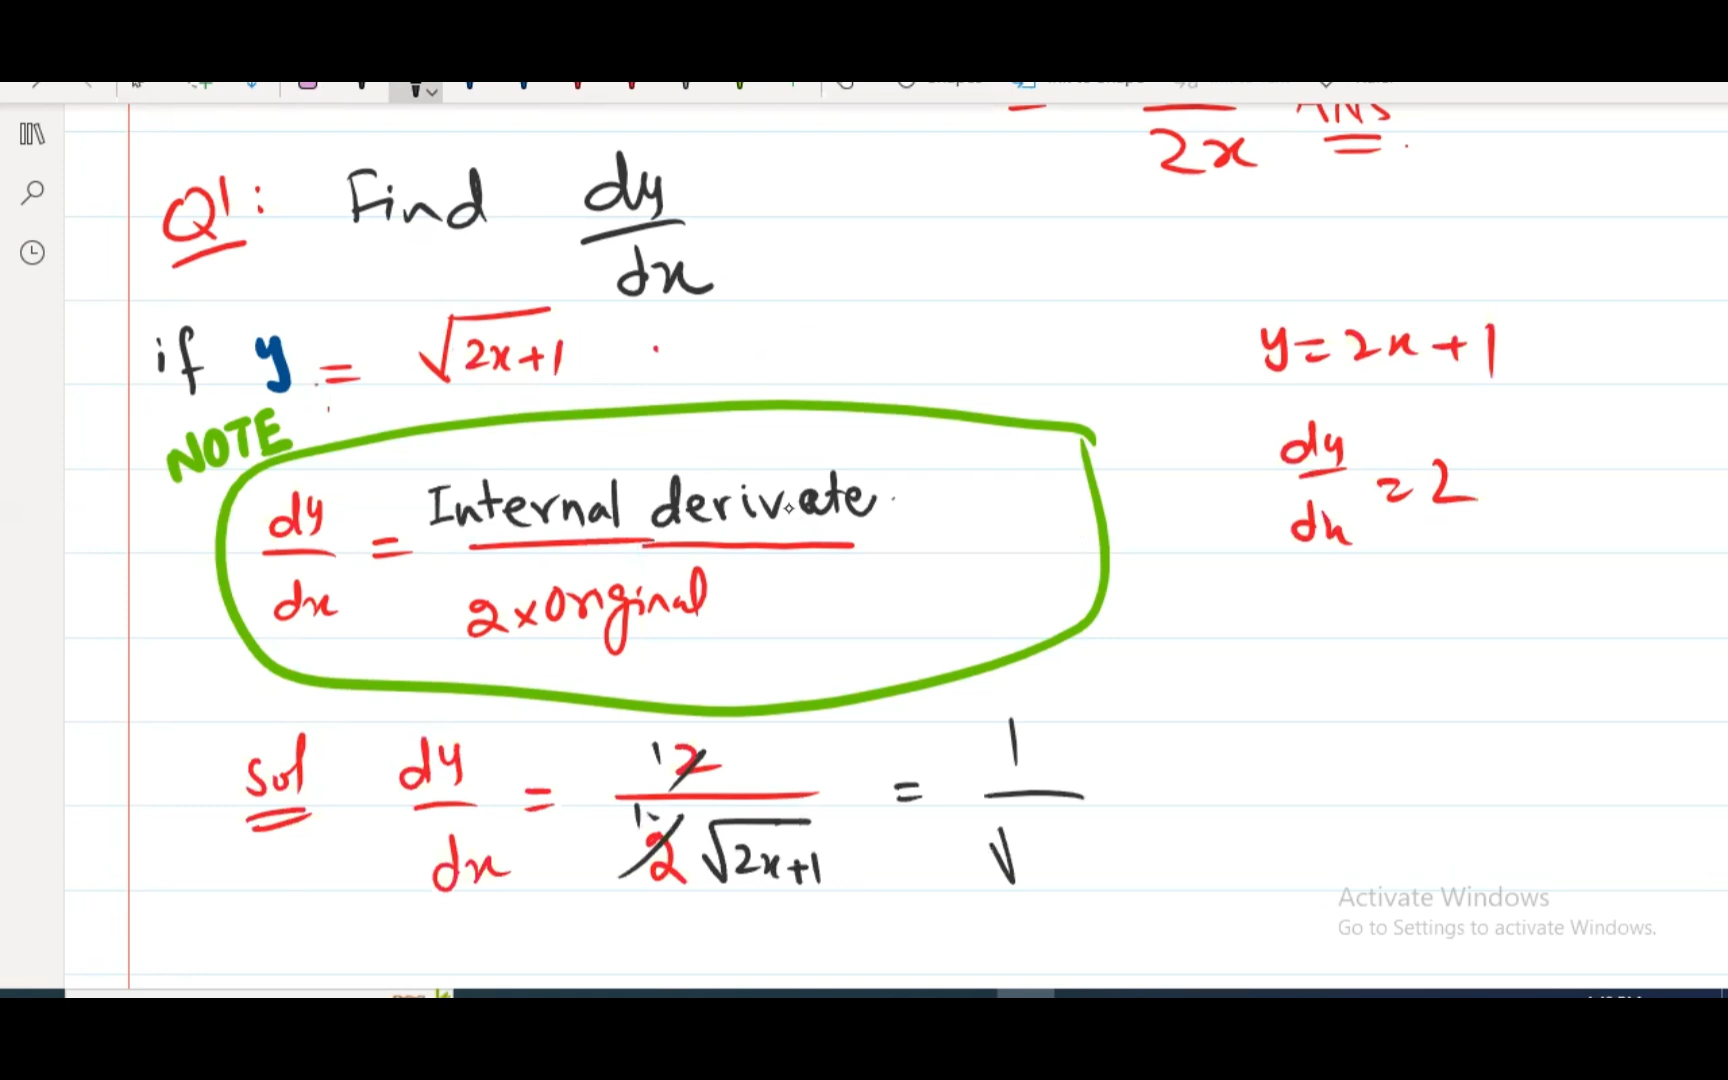 = 2x ANS
Q1: Find dy/dx
if y = √2x+1
y = 2x + 1
NOTE
dy/dx = Internal derivate / 2 x original
dy/dx = 2
Sol dy/dx = 2 / 2√2x+1 = 1/√
Activate Windows
Go to Settings to activate Windows.